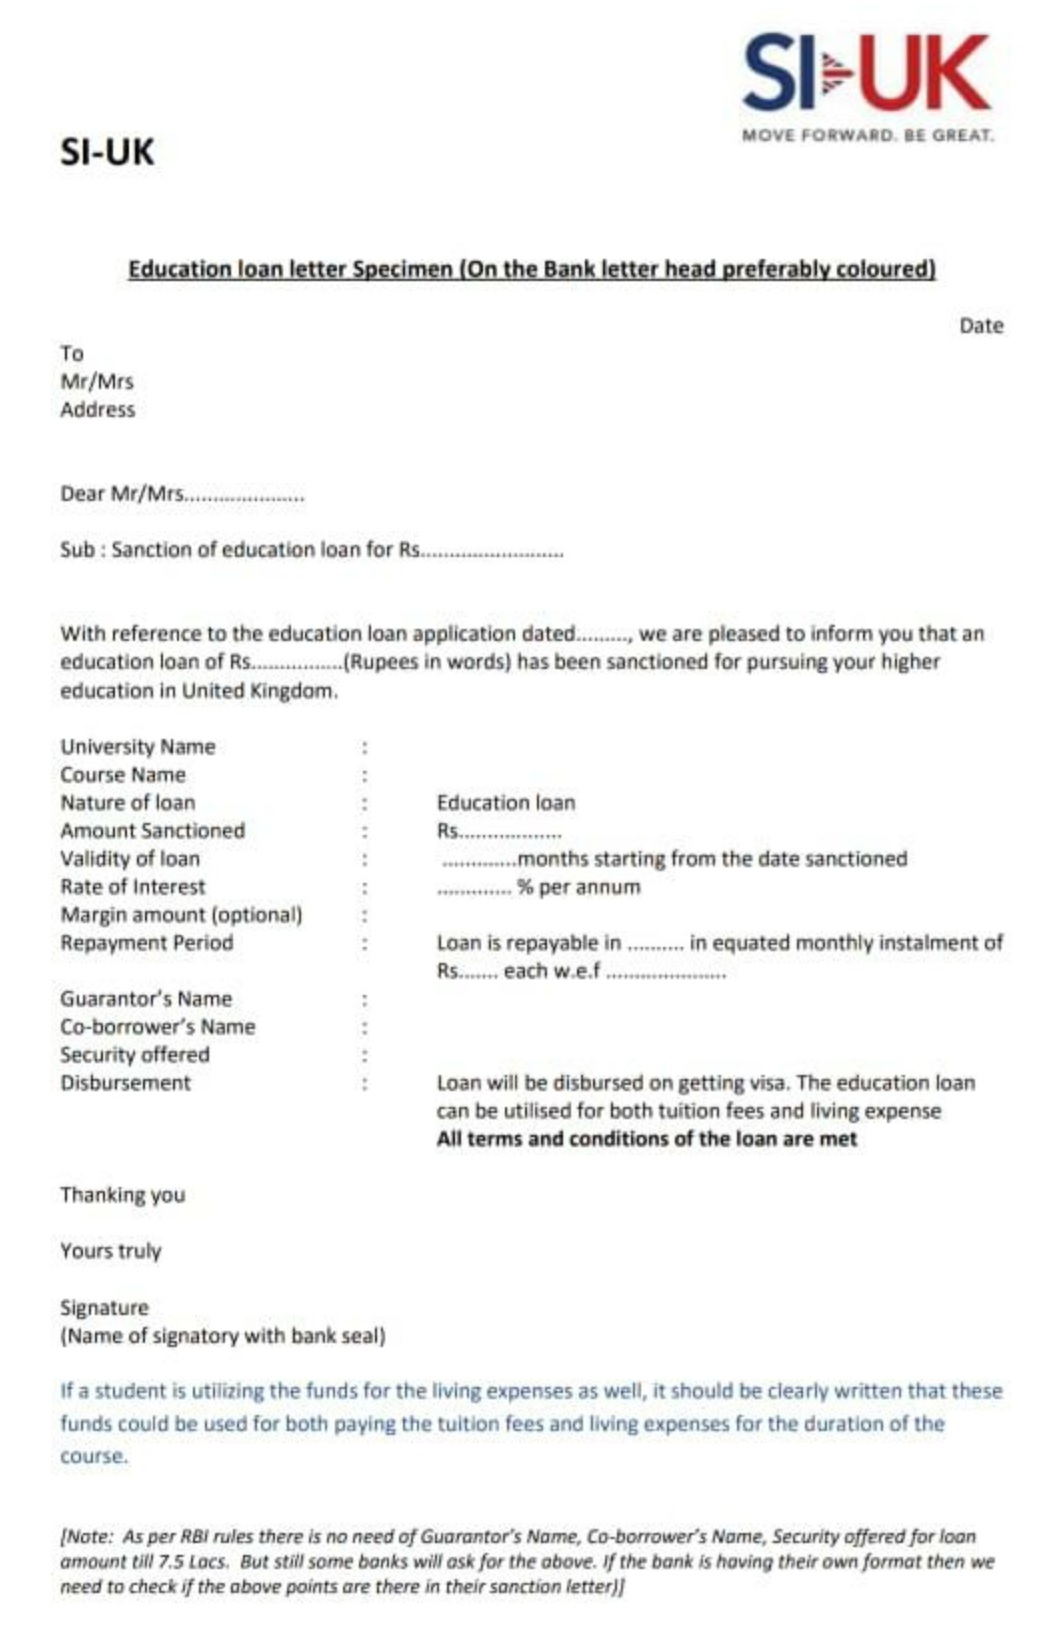 SI-UK
MOVE FORWARD. BE GREAT.
SI-UK
Education loan letter Specimen (On the Bank letter head preferably coloured)
Date
To
Mr/Mrs
Address
Dear Mr/Mrs.....................
Sub : Sanction of education loan for Rs.........................
With reference to the education loan application dated........., we are pleased to inform you that an
education loan of Rs................(Rupees in words) has been sanctioned for pursuing your higher
education in United Kingdom.
University Name :
Course Name :
Nature of loan : Education loan
Amount Sanctioned : Rs..................
Validity of loan : .............months starting from the date sanctioned
Rate of Interest : ............. % per annum
Margin amount (optional) :
Repayment Period : Loan is repayable in .......... in equated monthly instalment of
Rs....... each w.e.f .....................
Guarantor's Name :
Co-borrower's Name :
Security offered :
Disbursement : Loan will be disbursed on getting visa. The education loan
can be utilised for both tuition fees and living expense
All terms and conditions of the loan are met
Thanking you
Yours truly
Signature
(Name of signatory with bank seal)
If a student is utilizing the funds for the living expenses as well, it should be clearly written that these
funds could be used for both paying the tuition fees and living expenses for the duration of the
course.
[Note: As per RBI rules there is no need of Guarantor's Name, Co-borrower's Name, Security offered for loan
amount till 7.5 Lacs. But still some banks will ask for the above. If the bank is having their own format then we
need to check if the above points are there in their sanction letter)]